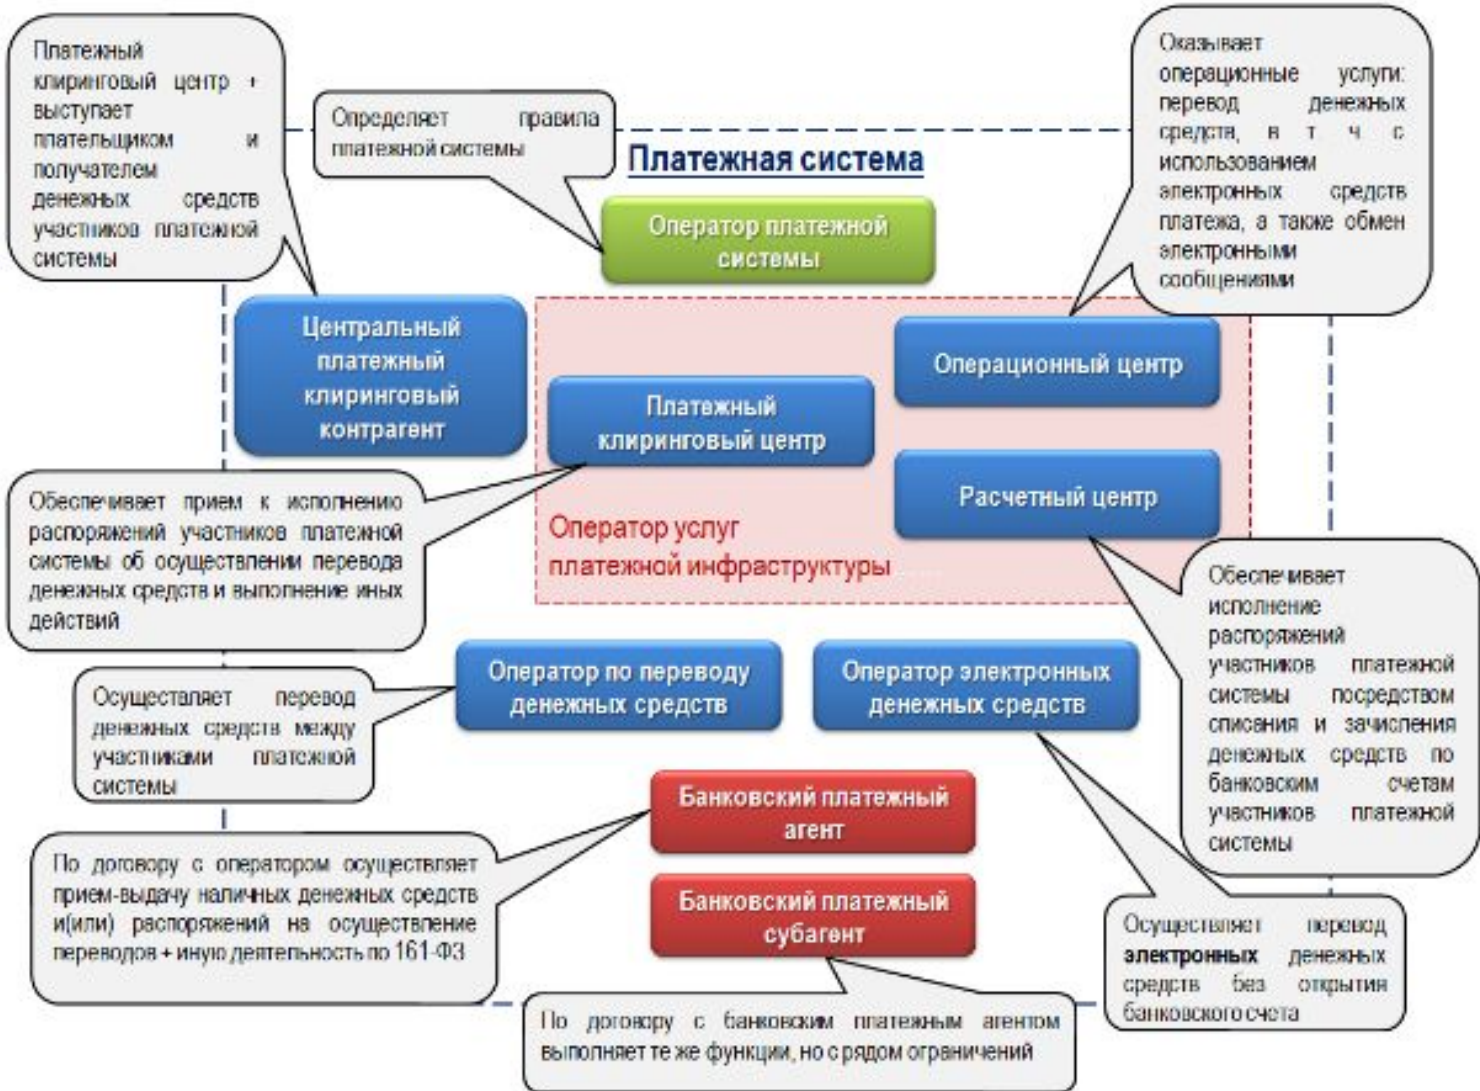 Платежный
клиринговый центр +
выступает
плательщиком и
получателем
денежных средств
участников платежной
системы
Определяет правила
платежной системы
Платежная система
Оказывает
операционные услуги:
перевод денежных
средств, в т ч с
использованием
электронных средств
платежа, а также обмен
электронными
сообщениями
Оператор платежной
системы
Центральный
платежный
клиринговый
контрагент
Операционный центр
Платежный
клиринговый центр
Расчетный центр
Оператор услуг
платежной инфраструктуры
Обеспечивает прием к исполнению
распоряжений участников платежной
системы об осуществлении перевода
денежных средств и выполнение иных
действий
Обеспечивает
исполнение
распоряжений
участников платежной
системы посредством
списания и зачисления
денежных средств по
банковским счетам
участников платежной
системы
Оператор по переводу
денежных средств
Оператор электронных
денежных средств
Осуществляет перевод
денежных средств между
участниками платежной
системы
Банковский платежный
агент
По договору с оператором осуществляет
прием-выдачу наличных денежных средств
и(или) распоряжений на осуществление
переводов + иную деятельность по 161-ФЗ
Банковский платежный
субагент
Осуществляет перевод
электронных денежных
средств без открытия
банковского счета
По договору с банковским платежным агентом
выполняет те же функции, но с рядом ограничений